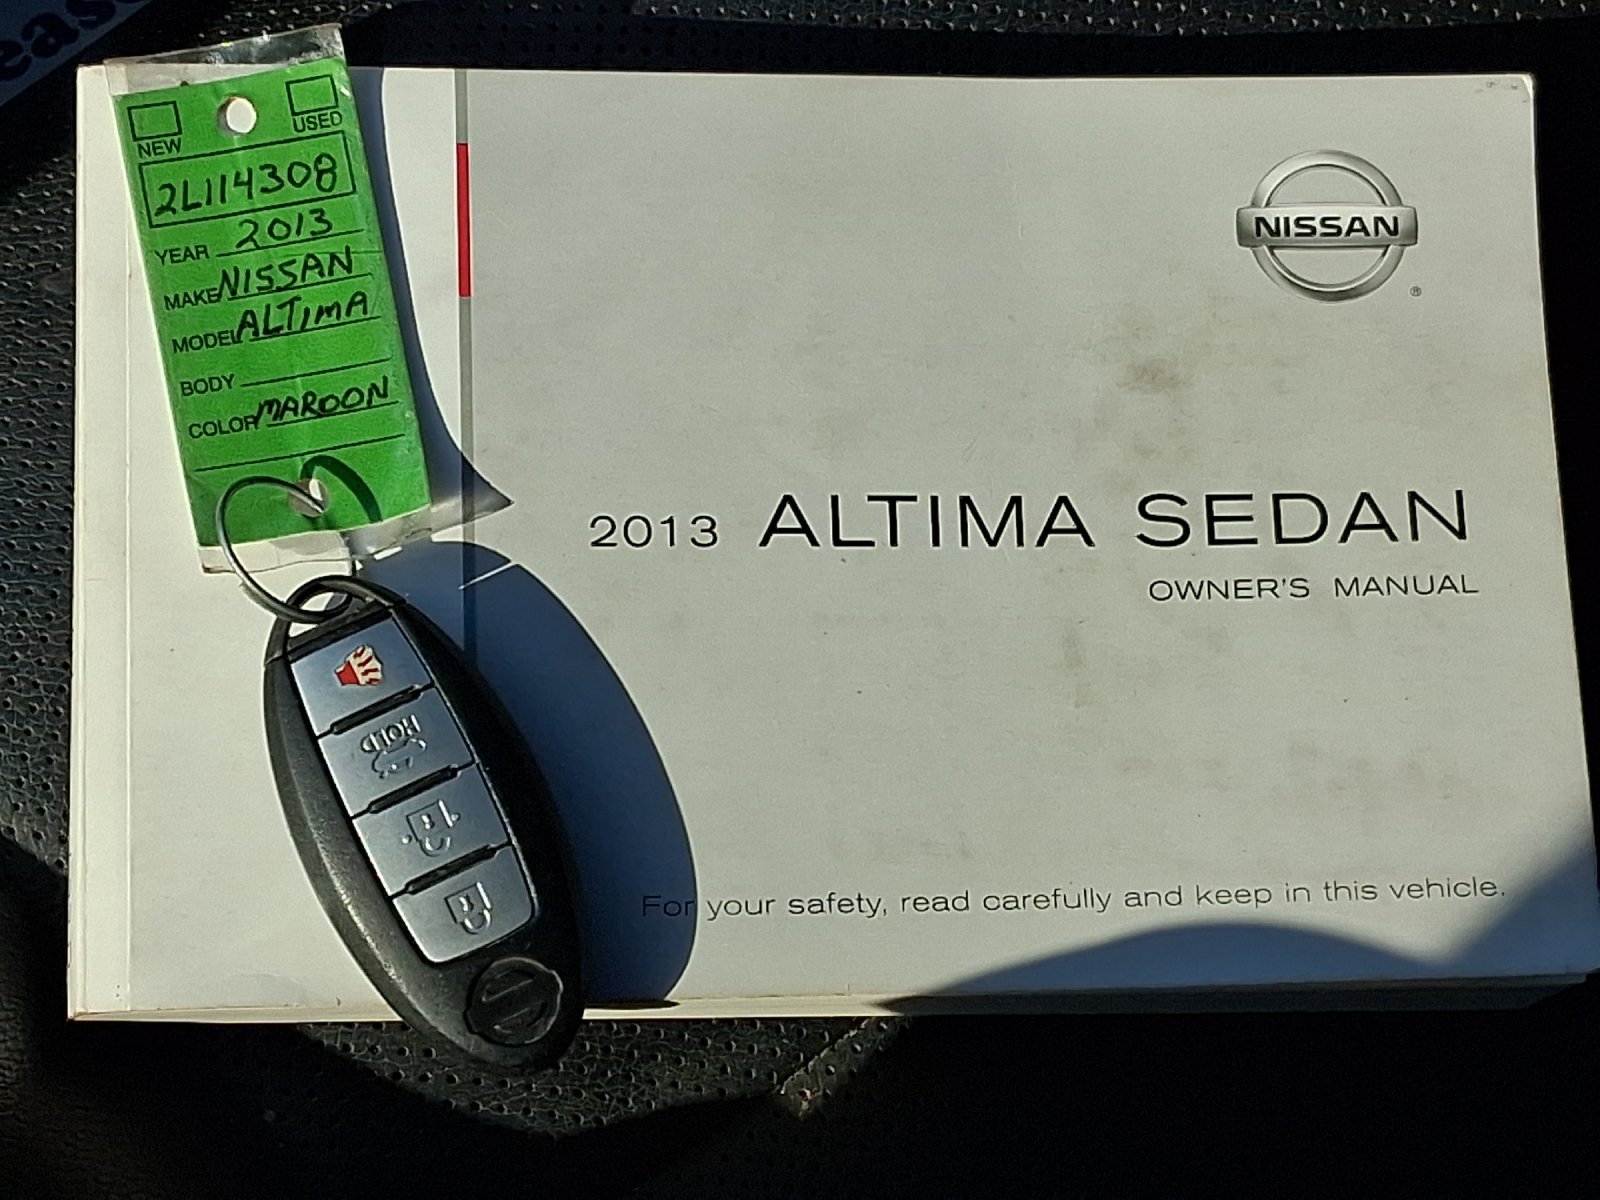 NEW USED
2L114308
YEAR 2013
MAKE NISSAN
MODEL ALTIMA
BODY
COLOR MAROON
NISSAN
®
2013 ALTIMA SEDAN
OWNER'S MANUAL
HOLD
For your safety, read carefully and keep in this vehicle.